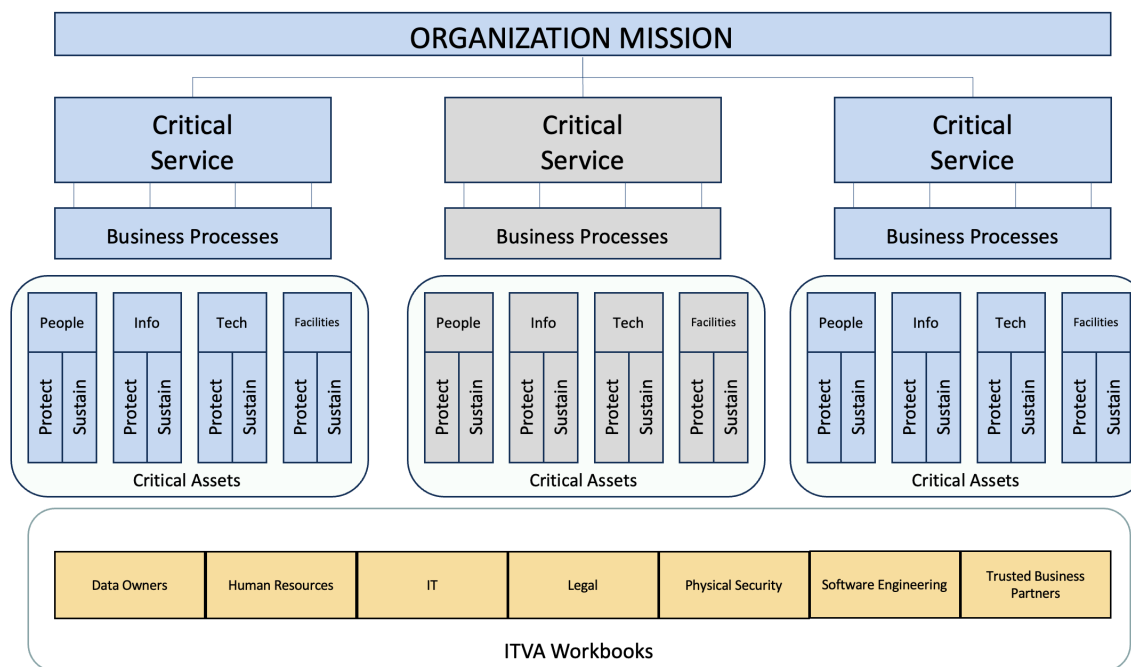 ORGANIZATION MISSION
Critical
Service
Critical
Service
Critical
Service
Business Processes
Business Processes
Business Processes
People
Info
Tech
Facilities
Protect
Sustain
Protect
Sustain
Protect
Sustain
Protect
Sustain
Critical Assets
People
Info
Tech
Facilities
Protect
Sustain
Protect
Sustain
Protect
Sustain
Protect
Sustain
Critical Assets
People
Info
Tech
Facilities
Protect
Sustain
Protect
Sustain
Protect
Sustain
Protect
Sustain
Critical Assets
Data Owners
Human Resources
IT
Legal
Physical Security
Software Engineering
Trusted Business
Partners
ITVA Workbooks